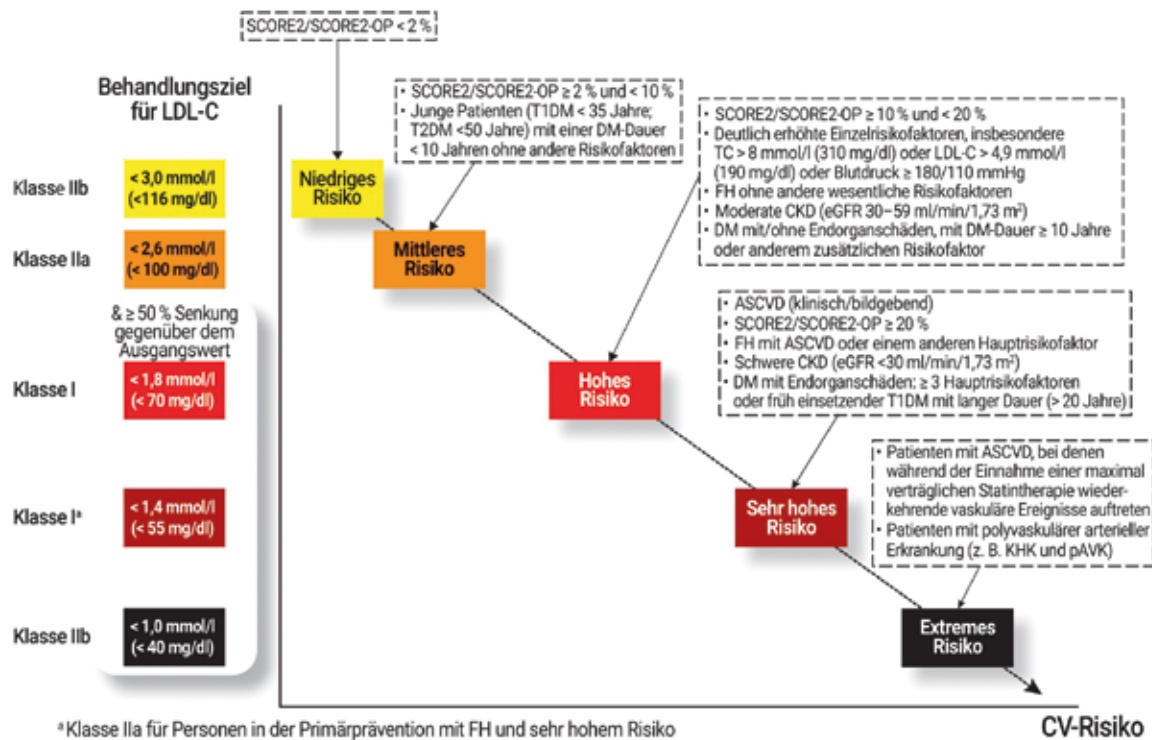 SCORE2/SCORE2-OP < 2 %
Behandlungsziel
für LDL-C
• SCORE2/SCORE2-OP ≥ 2 % und < 10 %
• Junge Patienten (T1DM < 35 Jahre;
T2DM <50 Jahre) mit einer DM-Dauer
< 10 Jahren ohne andere Risikofaktoren
• SCORE2/SCORE2-OP ≥ 10 % und < 20 %
• Deutlich erhöhte Einzelrisikofaktoren, insbesondere
TC > 8 mmol/l (310 mg/dl) oder LDL-C > 4,9 mmol/l
(190 mg/dl) oder Blutdruck ≥ 180/110 mmHg
• FH ohne andere wesentliche Risikofaktoren
• Moderate CKD (eGFR 30–59 ml/min/1,73 m²)
• DM mit/ohne Endorganschäden, mit DM-Dauer ≥ 10 Jahre
oder anderem zusätzlichen Risikofaktor
Klasse IIb
< 3,0 mmol/l
(<116 mg/dl)
Niedriges
Risiko
Klasse IIa
< 2,6 mmol/l
(< 100 mg/dl)
Mittleres
Risiko
& ≥ 50 % Senkung
gegenüber dem
Ausgangswert
• ASCVD (klinisch/bildgebend)
• SCORE2/SCORE2-OP ≥ 20 %
• FH mit ASCVD oder einem anderen Hauptrisikofaktor
• Schwere CKD (eGFR <30 ml/min/1,73 m²)
• DM mit Endorganschäden: ≥ 3 Hauptrisikofaktoren
oder früh einsetzender T1DM mit langer Dauer (> 20 Jahre)
Klasse I
< 1,8 mmol/l
(< 70 mg/dl)
Hohes
Risiko
• Patienten mit ASCVD, bei denen
während der Einnahme einer maximal
verträglichen Statintherapie wieder-
kehrende vaskuläre Ereignisse auftreten
• Patienten mit polyvaskulärer arterieller
Erkrankung (z. B. KHK und pAVK)
Klasse Iᵃ
< 1,4 mmol/l
(< 55 mg/dl)
Sehr hohes
Risiko
Klasse IIb
< 1,0 mmol/l
(< 40 mg/dl)
Extremes
Risiko
ᵃ Klasse IIa für Personen in der Primärprävention mit FH und sehr hohem Risiko
CV-Risiko